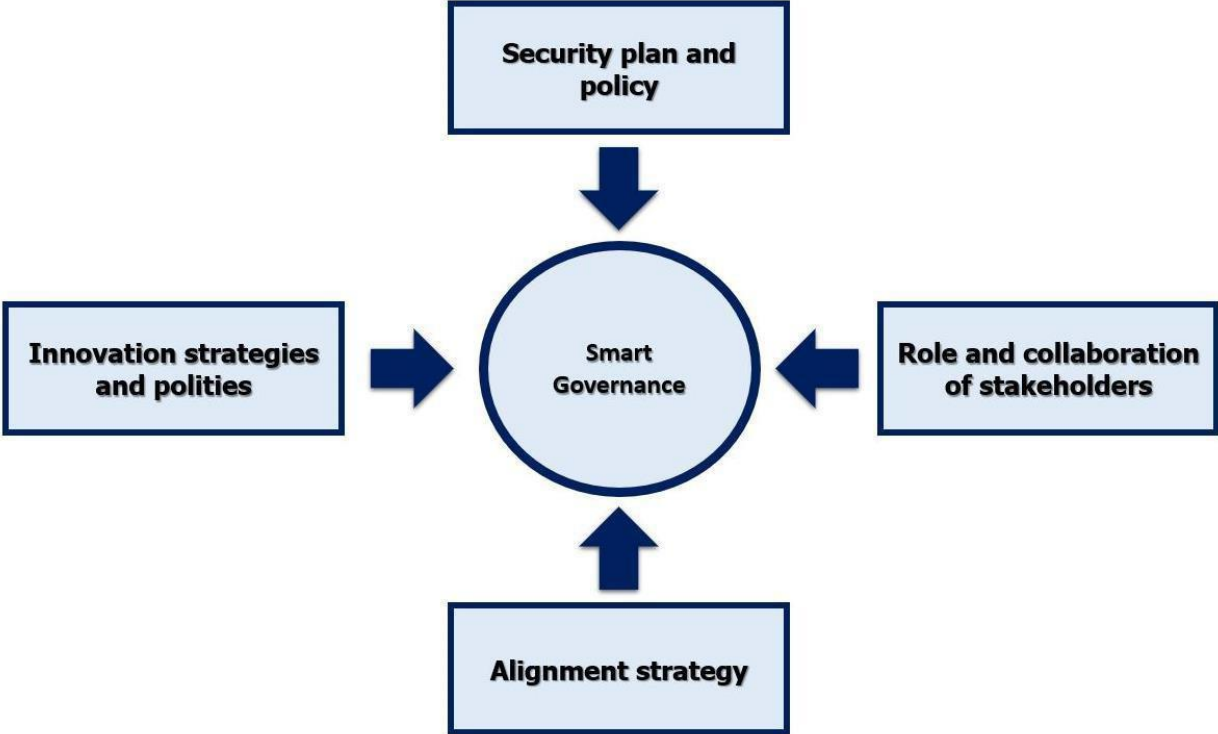 Security plan and
policy
Innovation strategies
and polities
Smart
Governance
Role and collaboration
of stakeholders
Alignment strategy